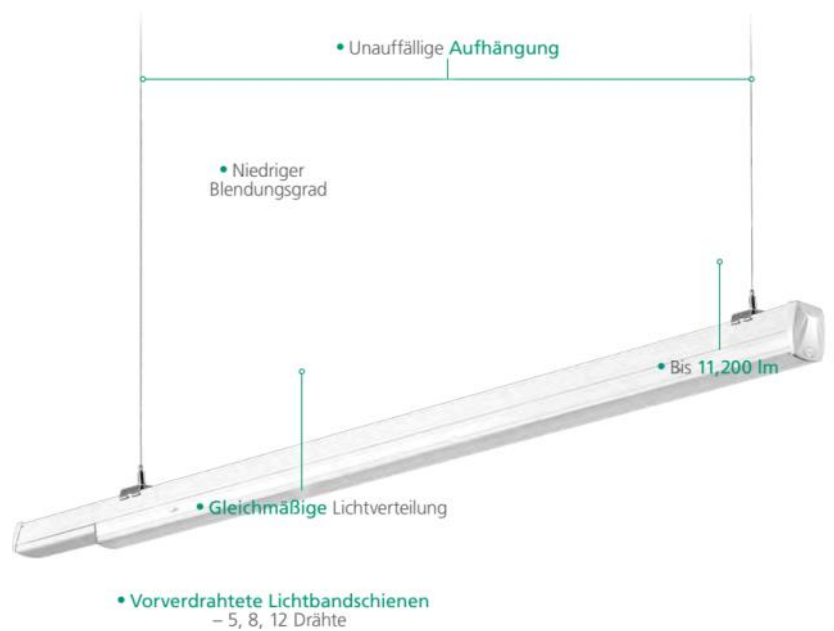 • Unauffällige Aufhängung
• Niedriger
Blendungsgrad
• Bis 11,200 lm
• Gleichmäßige Lichtverteilung
• Vorverdrahtete Lichtbandschienen
– 5, 8, 12 Drähte